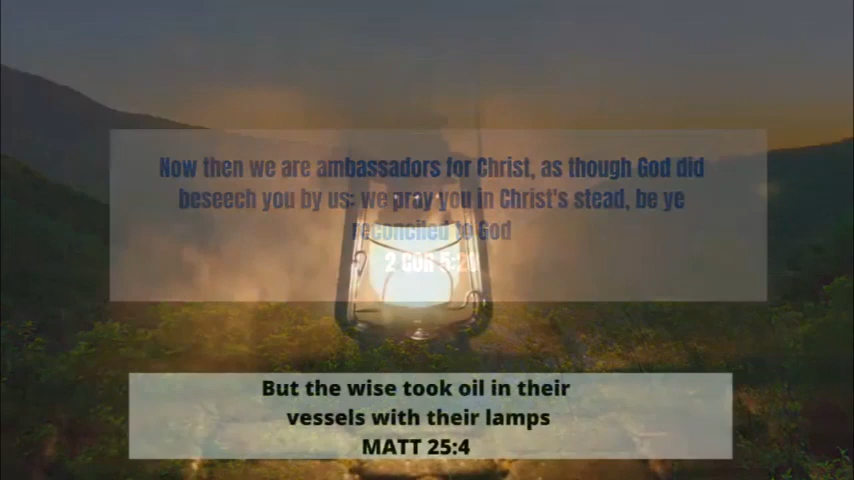 Now then we are ambassadors for Christ, as though God did
beseech you by us: we pray you in Christ's stead, be ye
reconciled to God
2 COR 5:20
But the wise took oil in their
vessels with their lamps
MATT 25:4